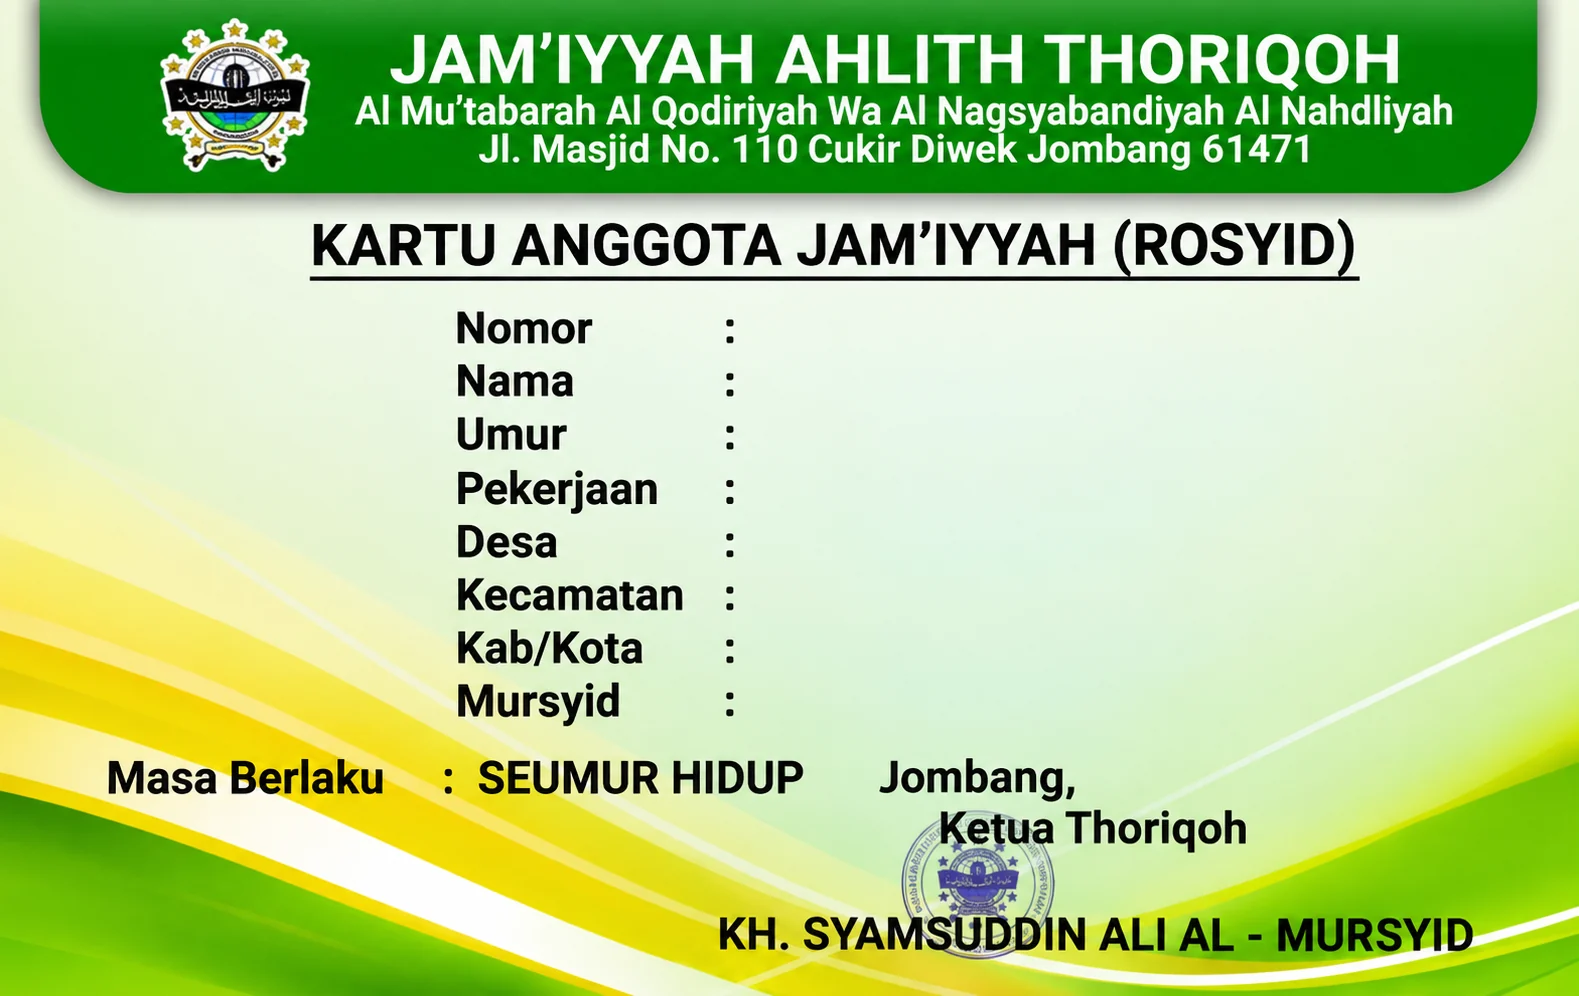 JAM’IYYAH AHLITH THORIQOH
Al Mu’tabarah Al Qodiriyah Wa Al Nagsyabandiyah Al Nahdliyah
Jl. Masjid No. 110 Cukir Diwek Jombang 61471
KARTU ANGGOTA JAM’IYYAH (ROSYID)
Nomor :
Nama :
Umur :
Pekerjaan :
Desa :
Kecamatan :
Kab/Kota :
Mursyid :
Masa Berlaku : SEUMUR HIDUP
Jombang,
Ketua Thoriqoh
KH. SYAMSUDDIN ALI AL - MURSYID